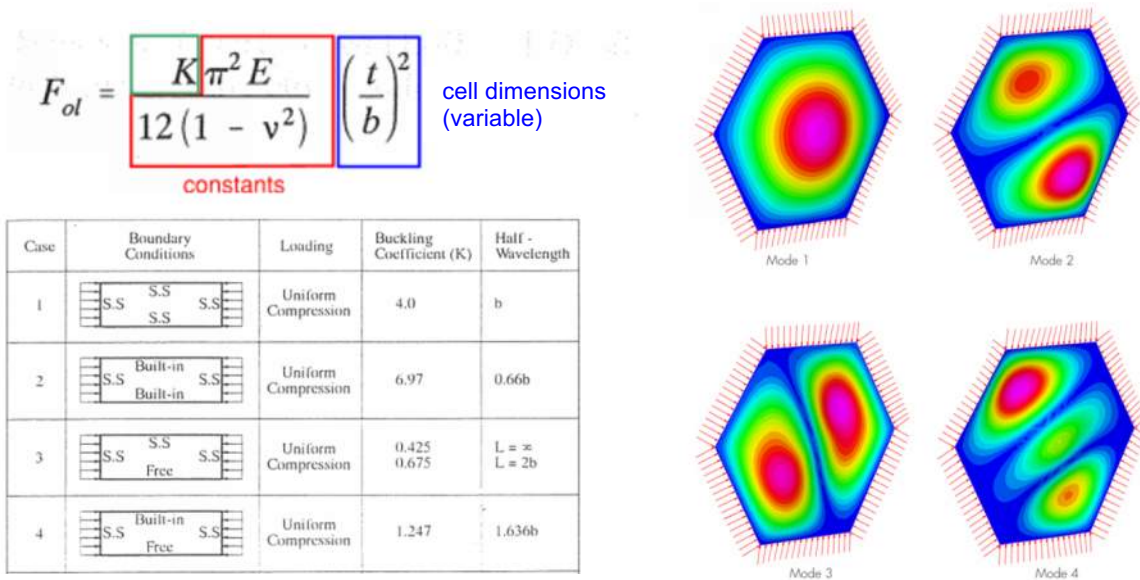 F_ol = K π² E / 12 (1 - ν²) (t / b)²
cell dimensions
(variable)
constants
Case Boundary Conditions Loading Buckling Coefficient (K) Half - Wavelength
1 S.S S.S S.S S.S Uniform Compression 4.0 b
2 Built-in S.S S.S Built-in Uniform Compression 6.97 0.66b
3 S.S S.S S.S Free Uniform Compression 0.425 0.675 L = ∞ L = 2b
4 Built-in S.S S.S Free Uniform Compression 1.247 1.636b
Mode 1
Mode 2
Mode 3
Mode 4